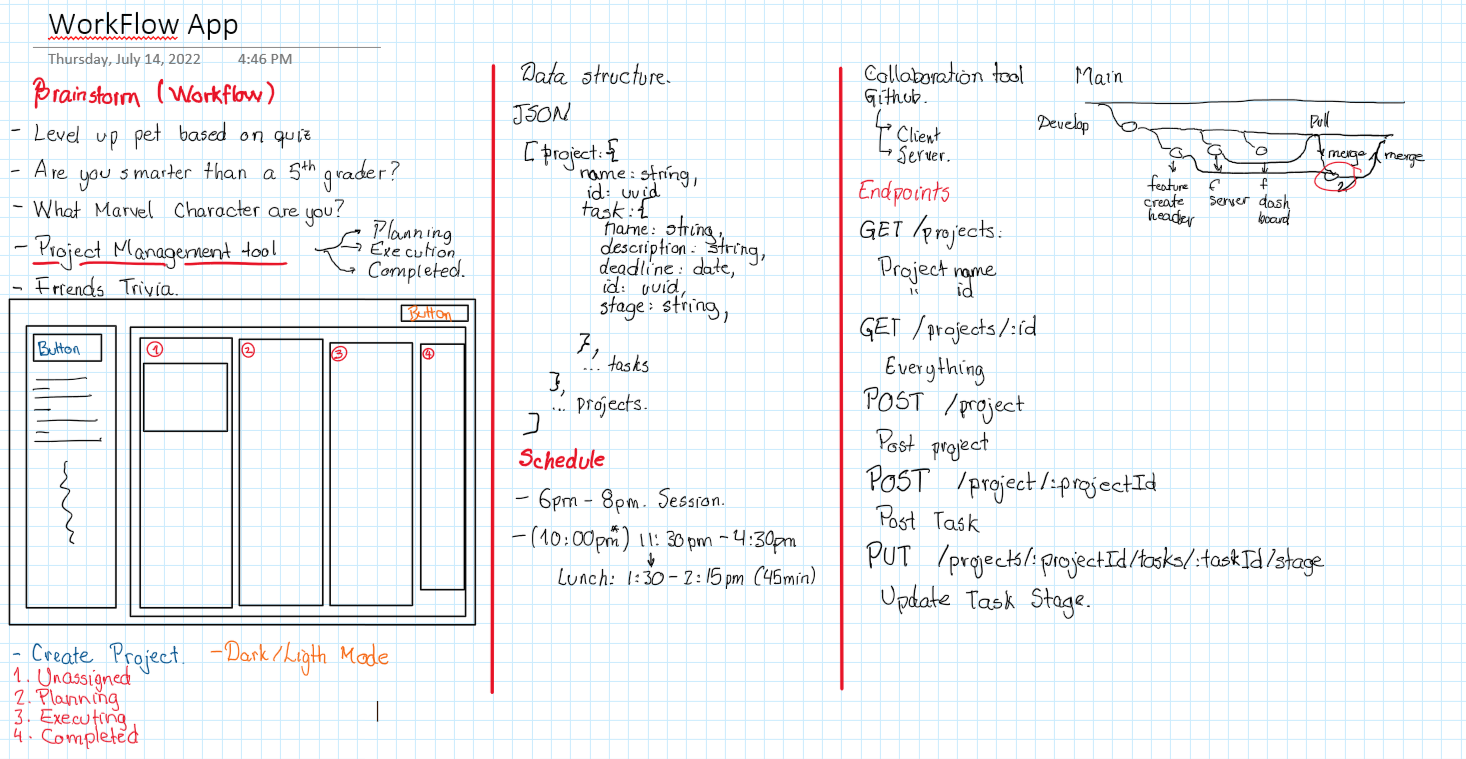 WorkFlow App
Thursday, July 14, 2022 4:46 PM
Brainstorm (Workflow)
- Level up pet based on quiz
- Are you smarter than a 5th grader?
- What Marvel Character are you?
- Project Management tool
Planning
Execution
Completed.
- Friends Trivia.
Button
Button
1
2
3
4
- Create Project. - Dark/Ligth Mode
1. Unassigned
2. Planning
3. Executing
4. Completed
Data structure.
JSON
[ project: {
name: string,
id: uuid
task: {
name: string,
description: string,
deadline: date,
id: uuid,
stage: string,
},
... tasks
},
... projects.
]
Schedule
- 6pm - 8pm. Session.
- (10:00pm*) 11:30pm - 4:30pm
Lunch: 1:30 - 2:15pm (45min)
Collaboration tool
Github.
Client
Server.
Main
Develop
Pull
merge
merge
2
feature
create
header
f
server
f
dash
board
Endpoints
GET /projects:
Project name
" id
GET /projects/:id
Everything
POST /project
Post project
POST /project/:projectId
Post Task
PUT /projects/:projectId/tasks/:taskId/stage
Update Task Stage.